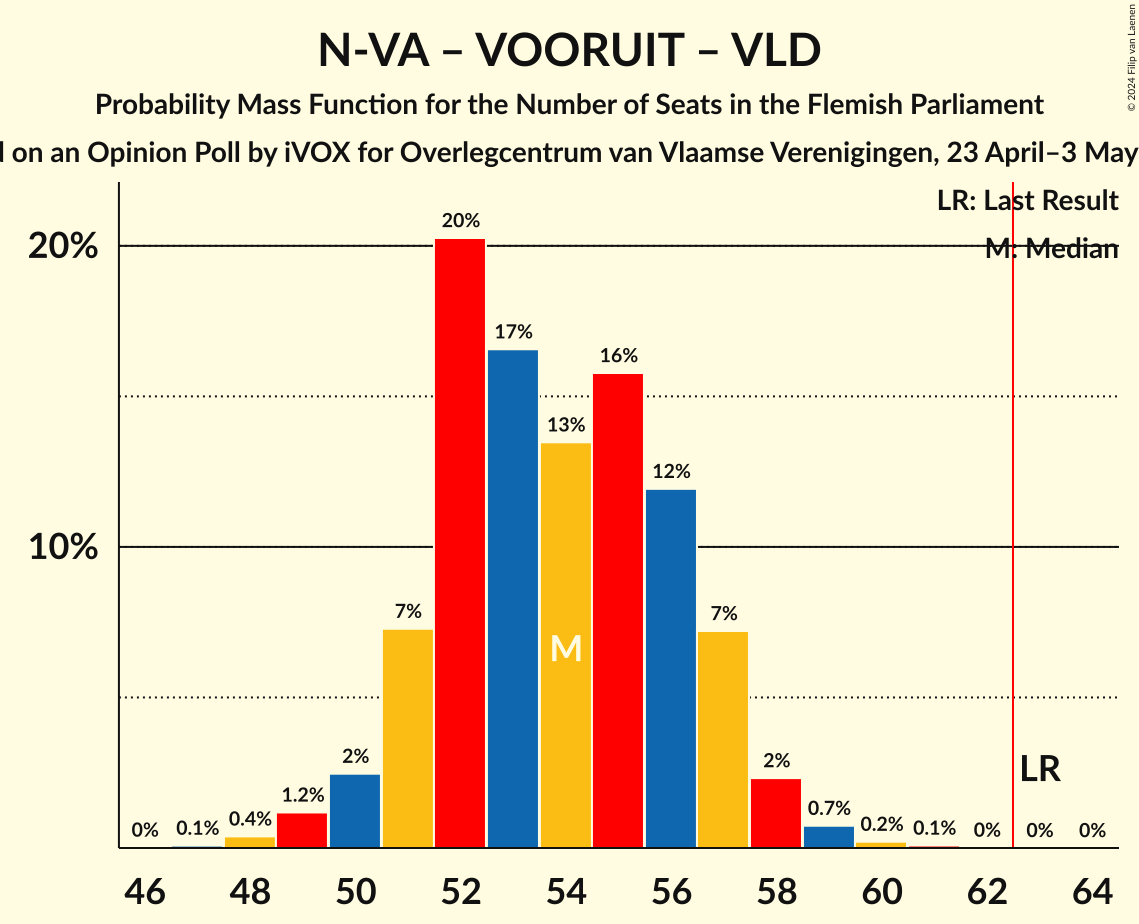 N-VA – VOORUIT – VLD
Probability Mass Function for the Number of Seats in the Flemish Parliament
on an Opinion Poll by iVOX for Overlegcentrum van Vlaamse Verenigingen, 23 April–3 May
© 2024 Filip van Laenen
LR: Last Result
M: Median
20%
10%
0%
0.1%
0.4%
1.2%
2%
7%
20%
17%
13%
16%
12%
7%
2%
0.7%
0.2%
0.1%
0%
0%
0%
M
LR
46 48 50 52 54 56 58 60 62 64